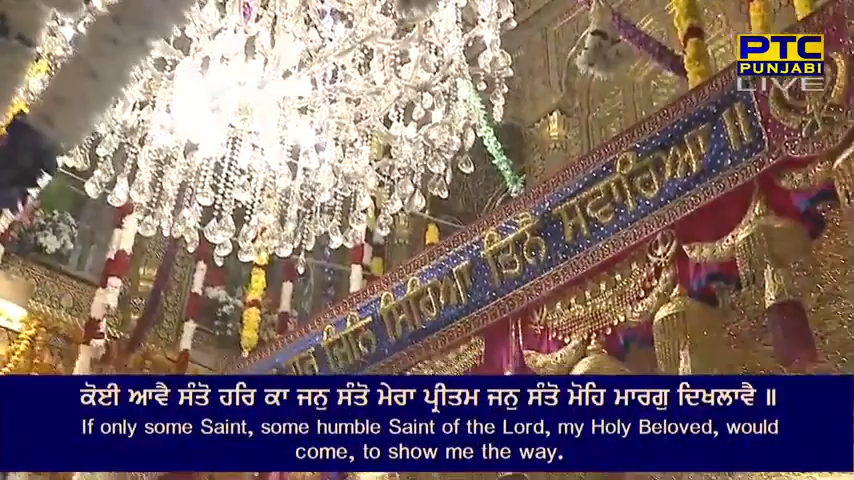 PTC
PUNJABI
LIVE
ਜਿਨਿ ਸਿਰਿਆ ਤਿਨੈ ਸਵਾਰਿਆ ॥
ਕੋਈ ਆਵੈ ਸੰਤੋ ਹਰਿ ਕਾ ਜਨੁ ਸੰਤੋ ਮੇਰਾ ਪ੍ਰੀਤਮ ਜਨੁ ਸੰਤੋ ਮੋਹਿ ਮਾਰਗੁ ਦਿਖਲਾਵੈ ॥
If only some Saint, some humble Saint of the Lord, my Holy Beloved, would
come, to show me the way.